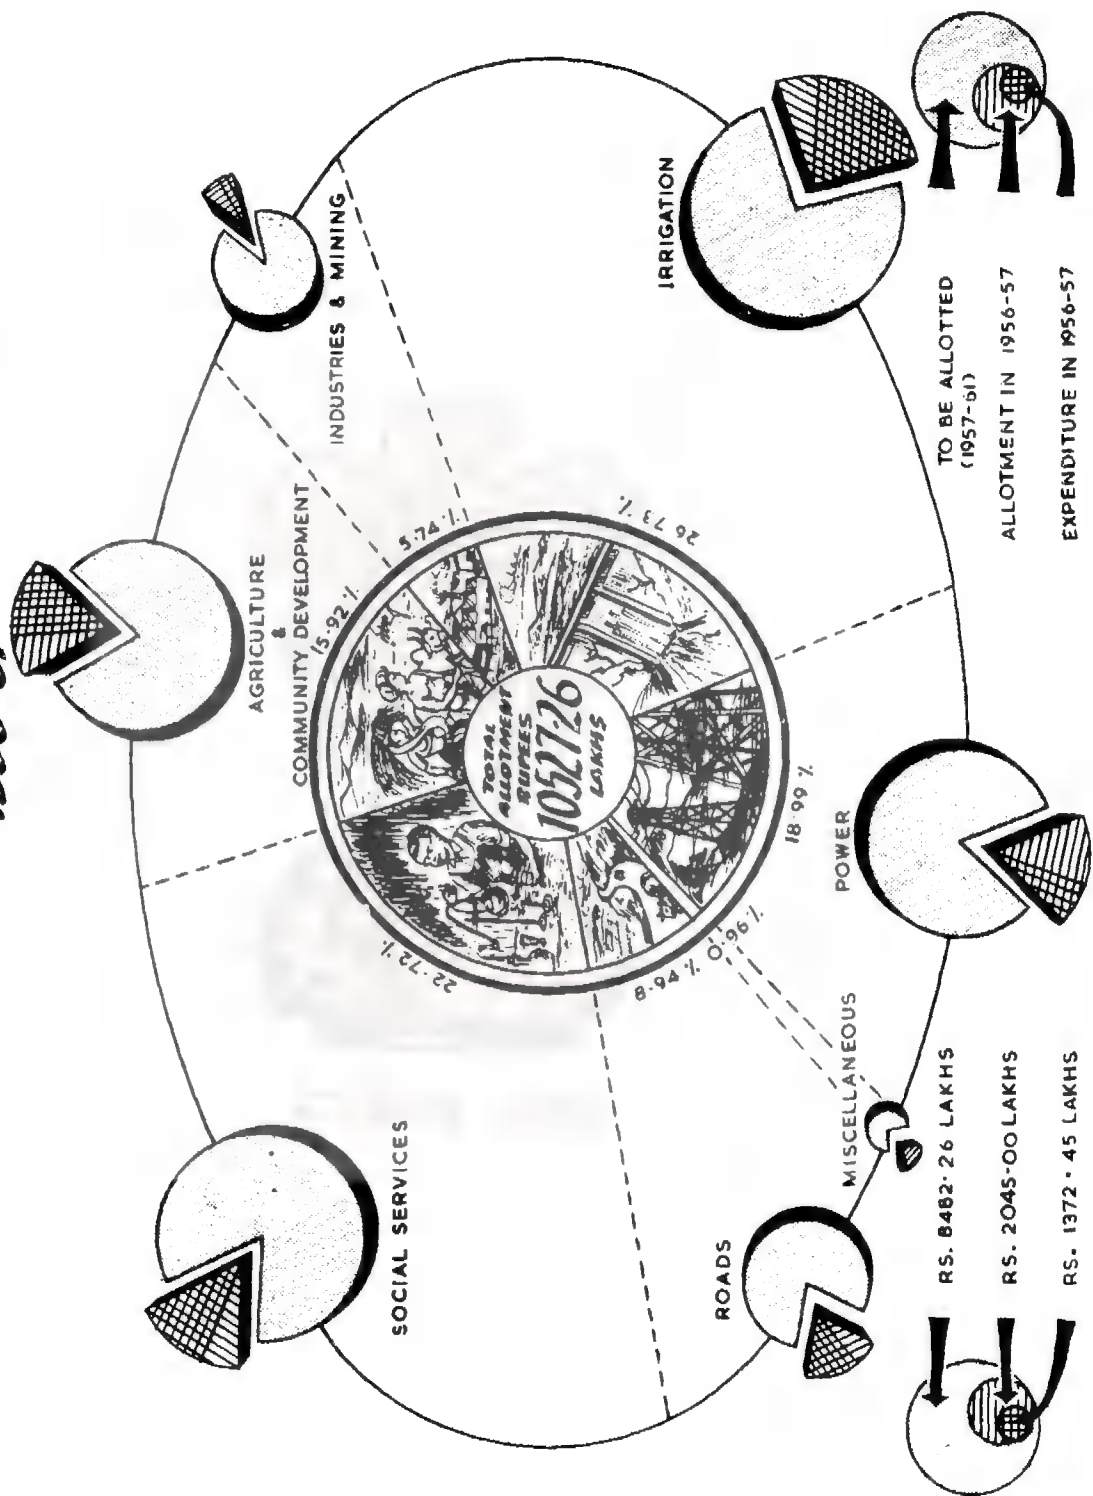 SOCIAL SERVICES
AGRICULTURE
&
COMMUNITY DEVELOPMENT
INDUSTRIES & MINING
22.72 %
15.92 %
5.74 %
TOTAL
ALLOTMENT
RUPEES
10527.26
LAKHS
8.94 %
0.96 %
18.99 %
26.73 %
ROADS
MISCELLANEOUS
POWER
IRRIGATION
RS. 8482.26 LAKHS
TO BE ALLOTTED
(1957-61)
RS. 2045-00 LAKHS
ALLOTMENT IN 1956-57
RS. 1372.45 LAKHS
EXPENDITURE IN 1956-57